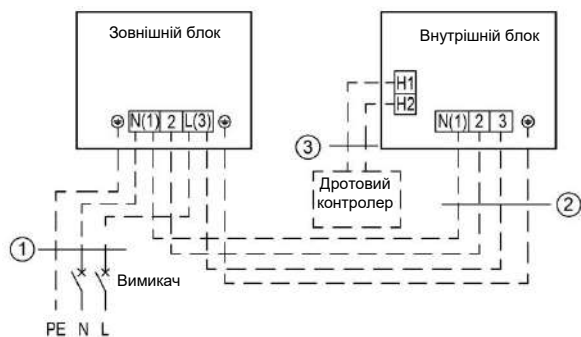 Зовнішній блок
Внутрішній блок
H1
H2
N(1) 2 L(3)
N(1) 2 3
3
Дротовий
контролер
2
1
Вимикач
PE N L